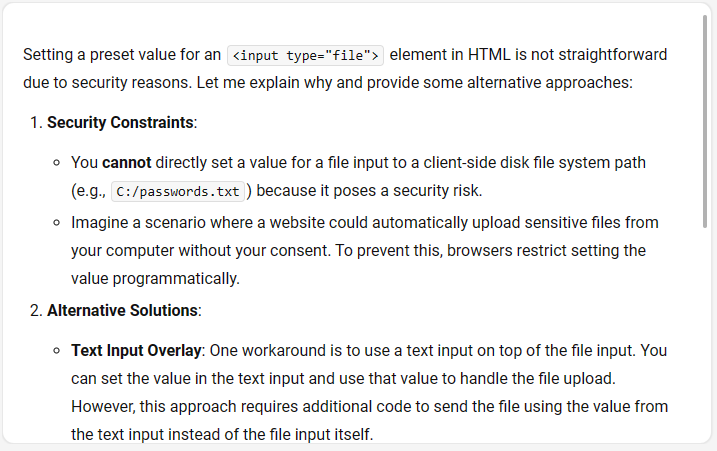 Setting a preset value for an <input type="file"> element in HTML is not straightforward
due to security reasons. Let me explain why and provide some alternative approaches:
1. Security Constraints:
You cannot directly set a value for a file input to a client-side disk file system path
(e.g., C:/passwords.txt ) because it poses a security risk.
Imagine a scenario where a website could automatically upload sensitive files from
your computer without your consent. To prevent this, browsers restrict setting the
value programmatically.
2. Alternative Solutions:
Text Input Overlay: One workaround is to use a text input on top of the file input. You
can set the value in the text input and use that value to handle the file upload.
However, this approach requires additional code to send the file using the value from
the text input instead of the file input itself.